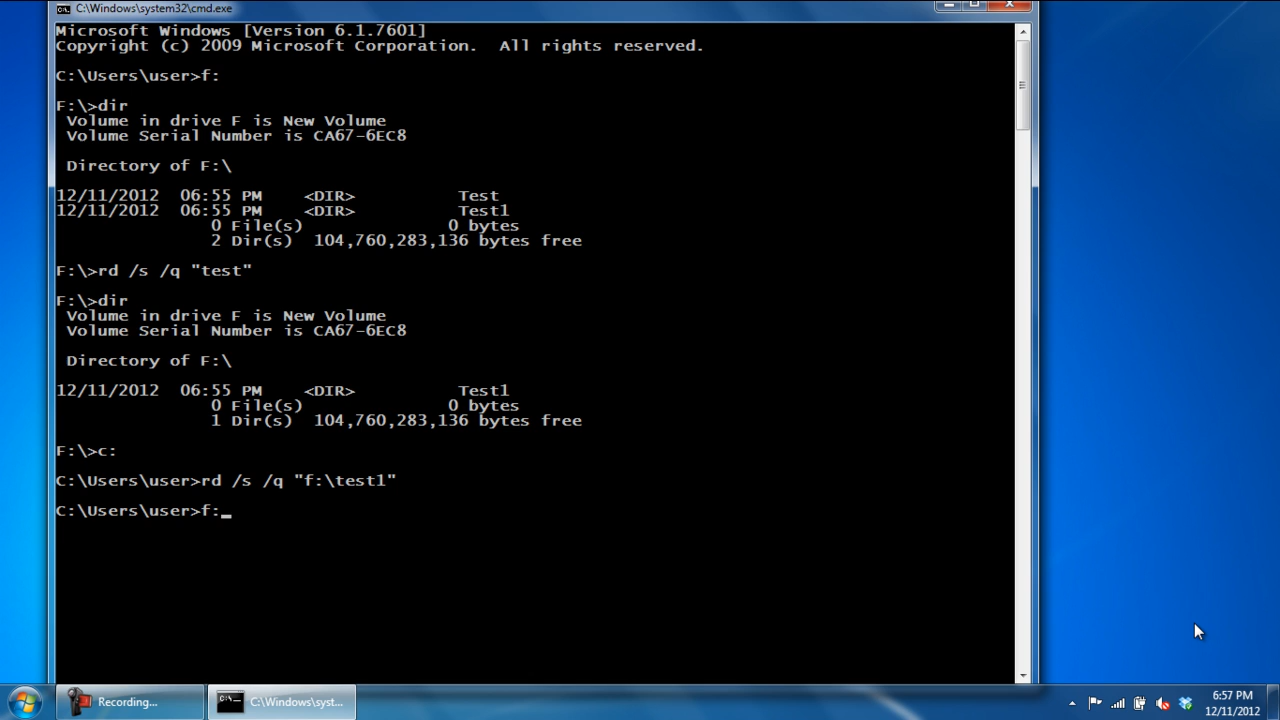 C:\Windows\system32\cmd.exe
Microsoft Windows [Version 6.1.7601]
Copyright (c) 2009 Microsoft Corporation.  All rights reserved.
C:\Users\user>f:
F:\>dir
 Volume in drive F is New Volume
 Volume Serial Number is CA67-6EC8
 Directory of F:\
12/11/2012  06:55 PM    <DIR>          Test
12/11/2012  06:55 PM    <DIR>          Test1
               0 File(s)              0 bytes
               2 Dir(s)  104,760,283,136 bytes free
F:\>rd /s /q "test"
F:\>dir
 Volume in drive F is New Volume
 Volume Serial Number is CA67-6EC8
 Directory of F:\
12/11/2012  06:55 PM    <DIR>          Test1
               0 File(s)              0 bytes
               1 Dir(s)  104,760,283,136 bytes free
F:\>c:
C:\Users\user>rd /s /q "f:\test1"
C:\Users\user>f:_
Recording...
C:\Windows\syst...
6:57 PM
12/11/2012